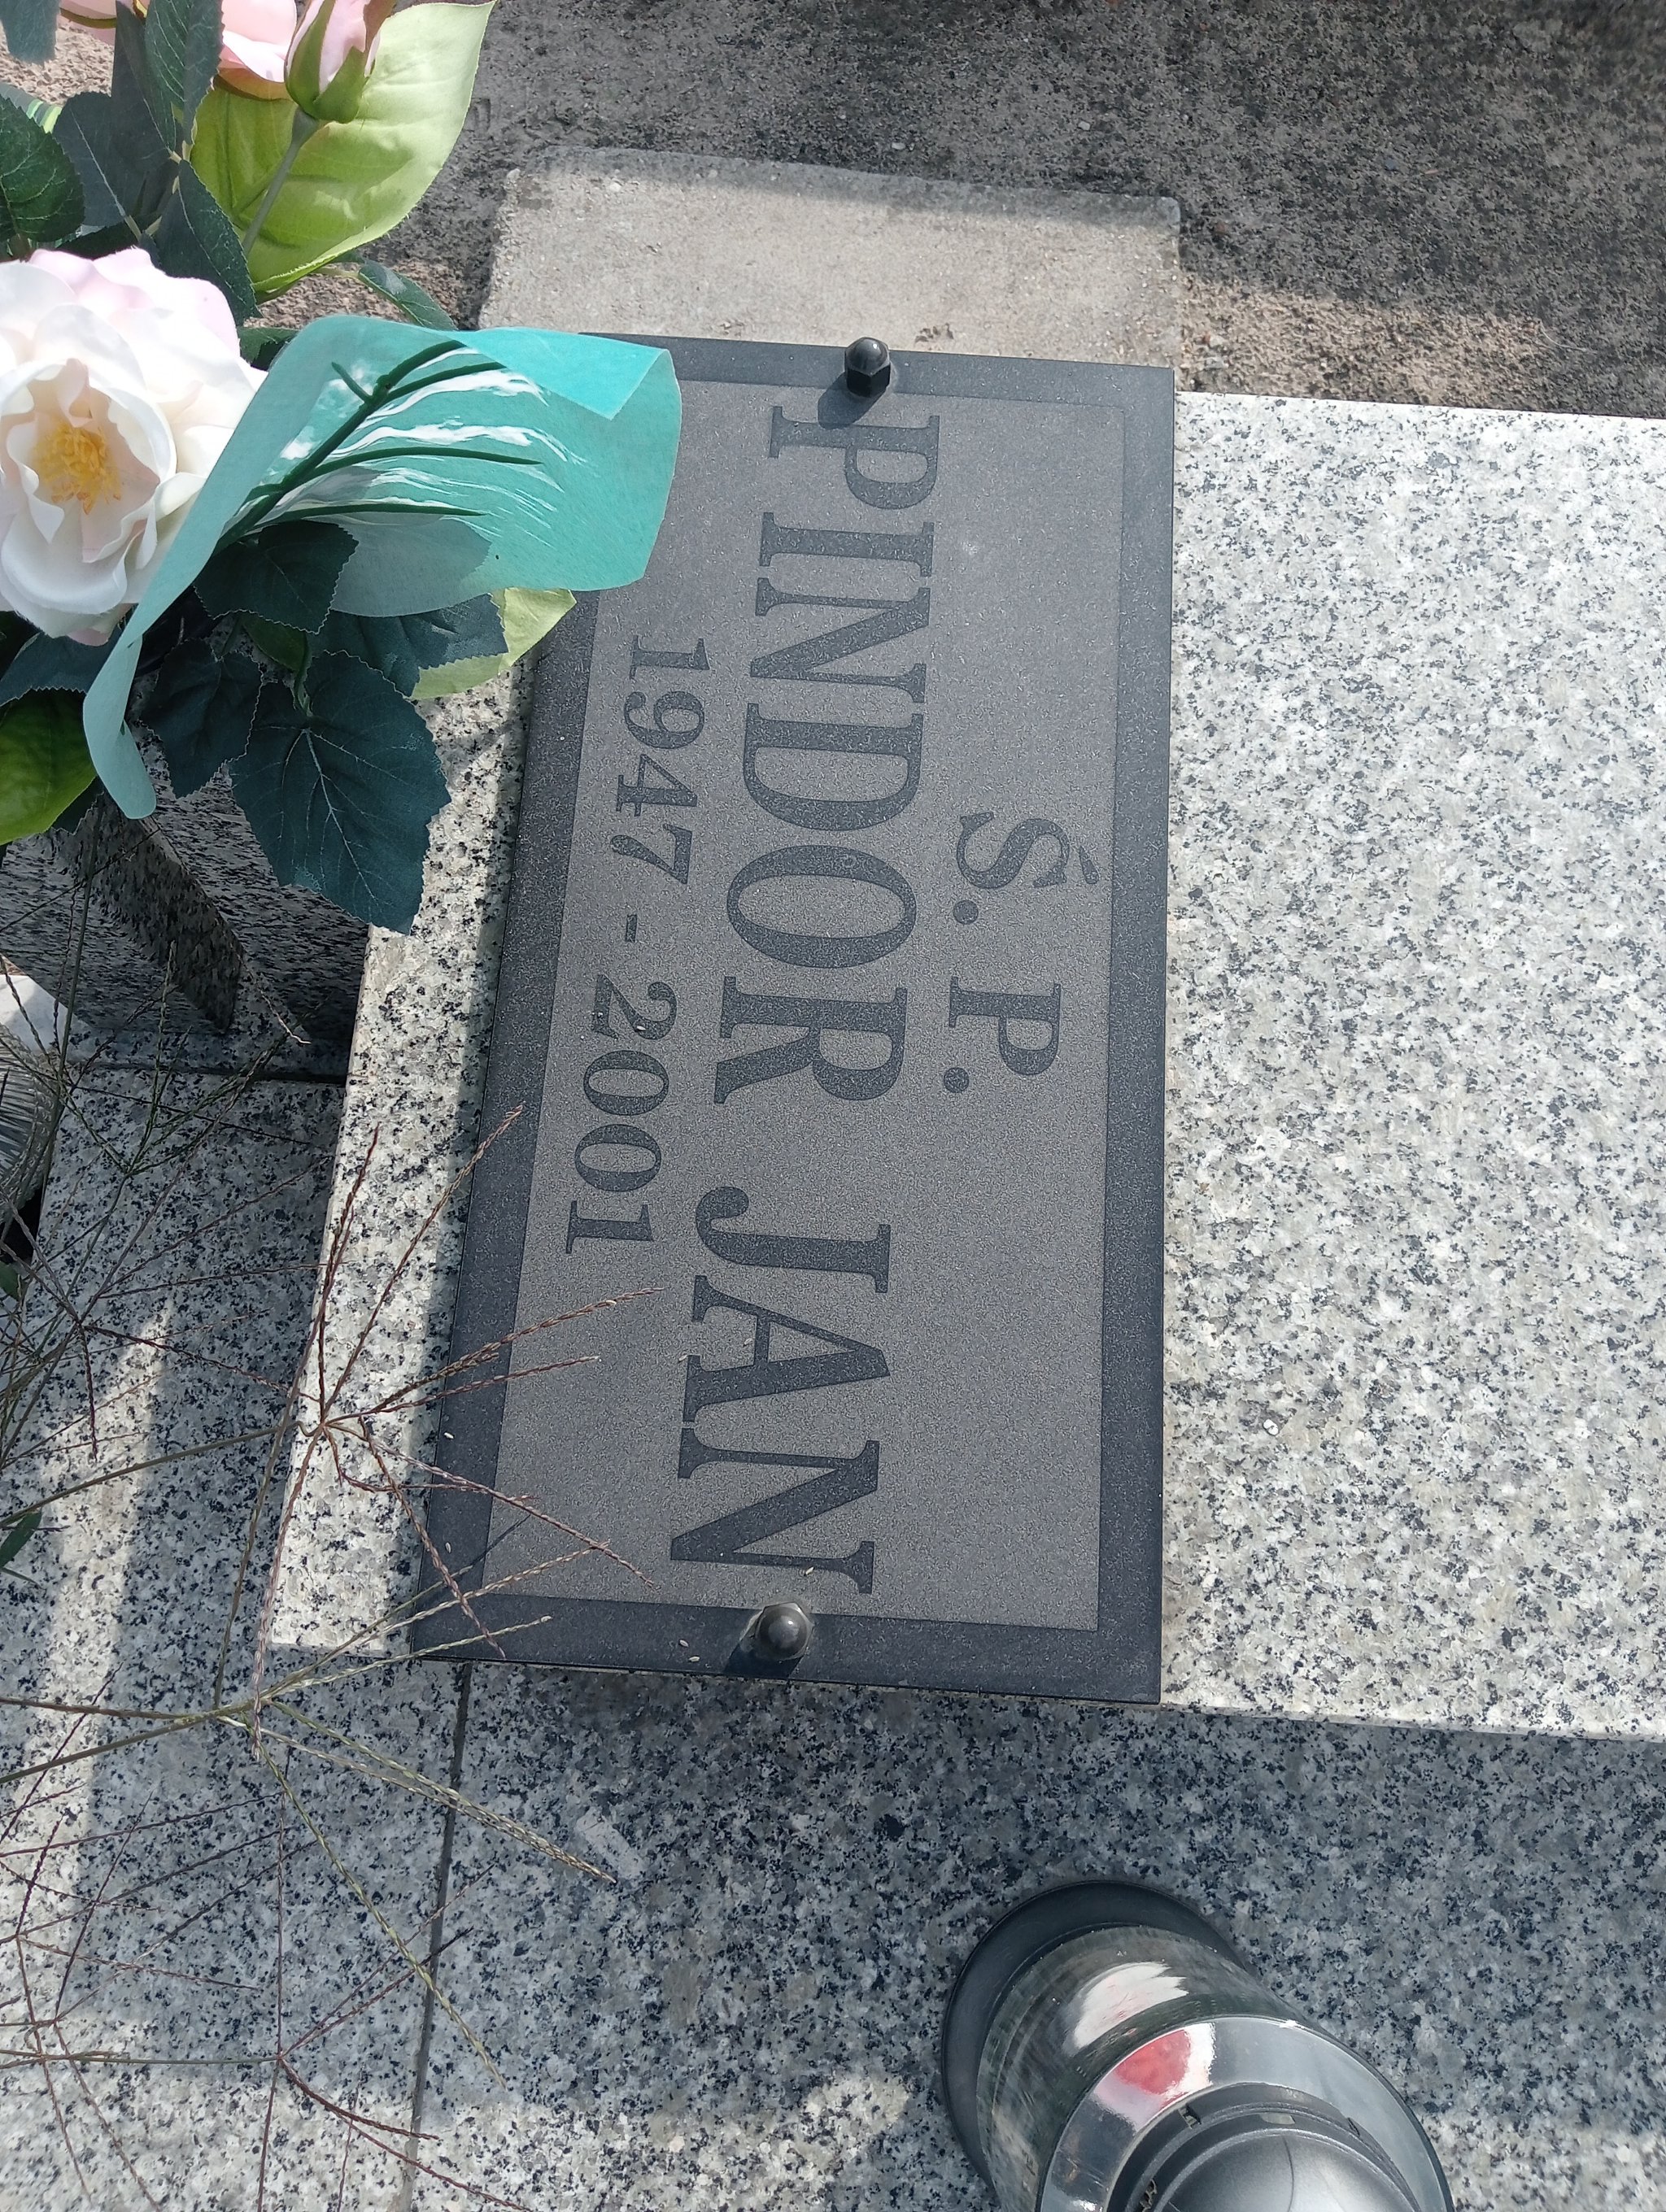 Ś. P.
PINDOR JAN
1947 - 2001